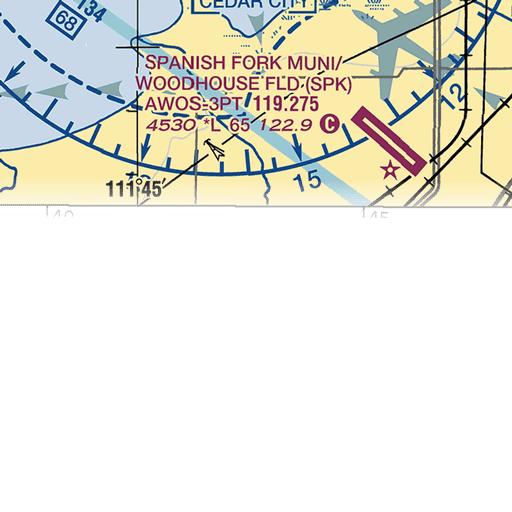 CEDAR CITY
134
68
SPANISH FORK MUNI/
WOODHOUSE FLD (SPK)
AWOS-3PT 119.275
4530 *L 65 122.9 C
12
15
111°45'
40
45